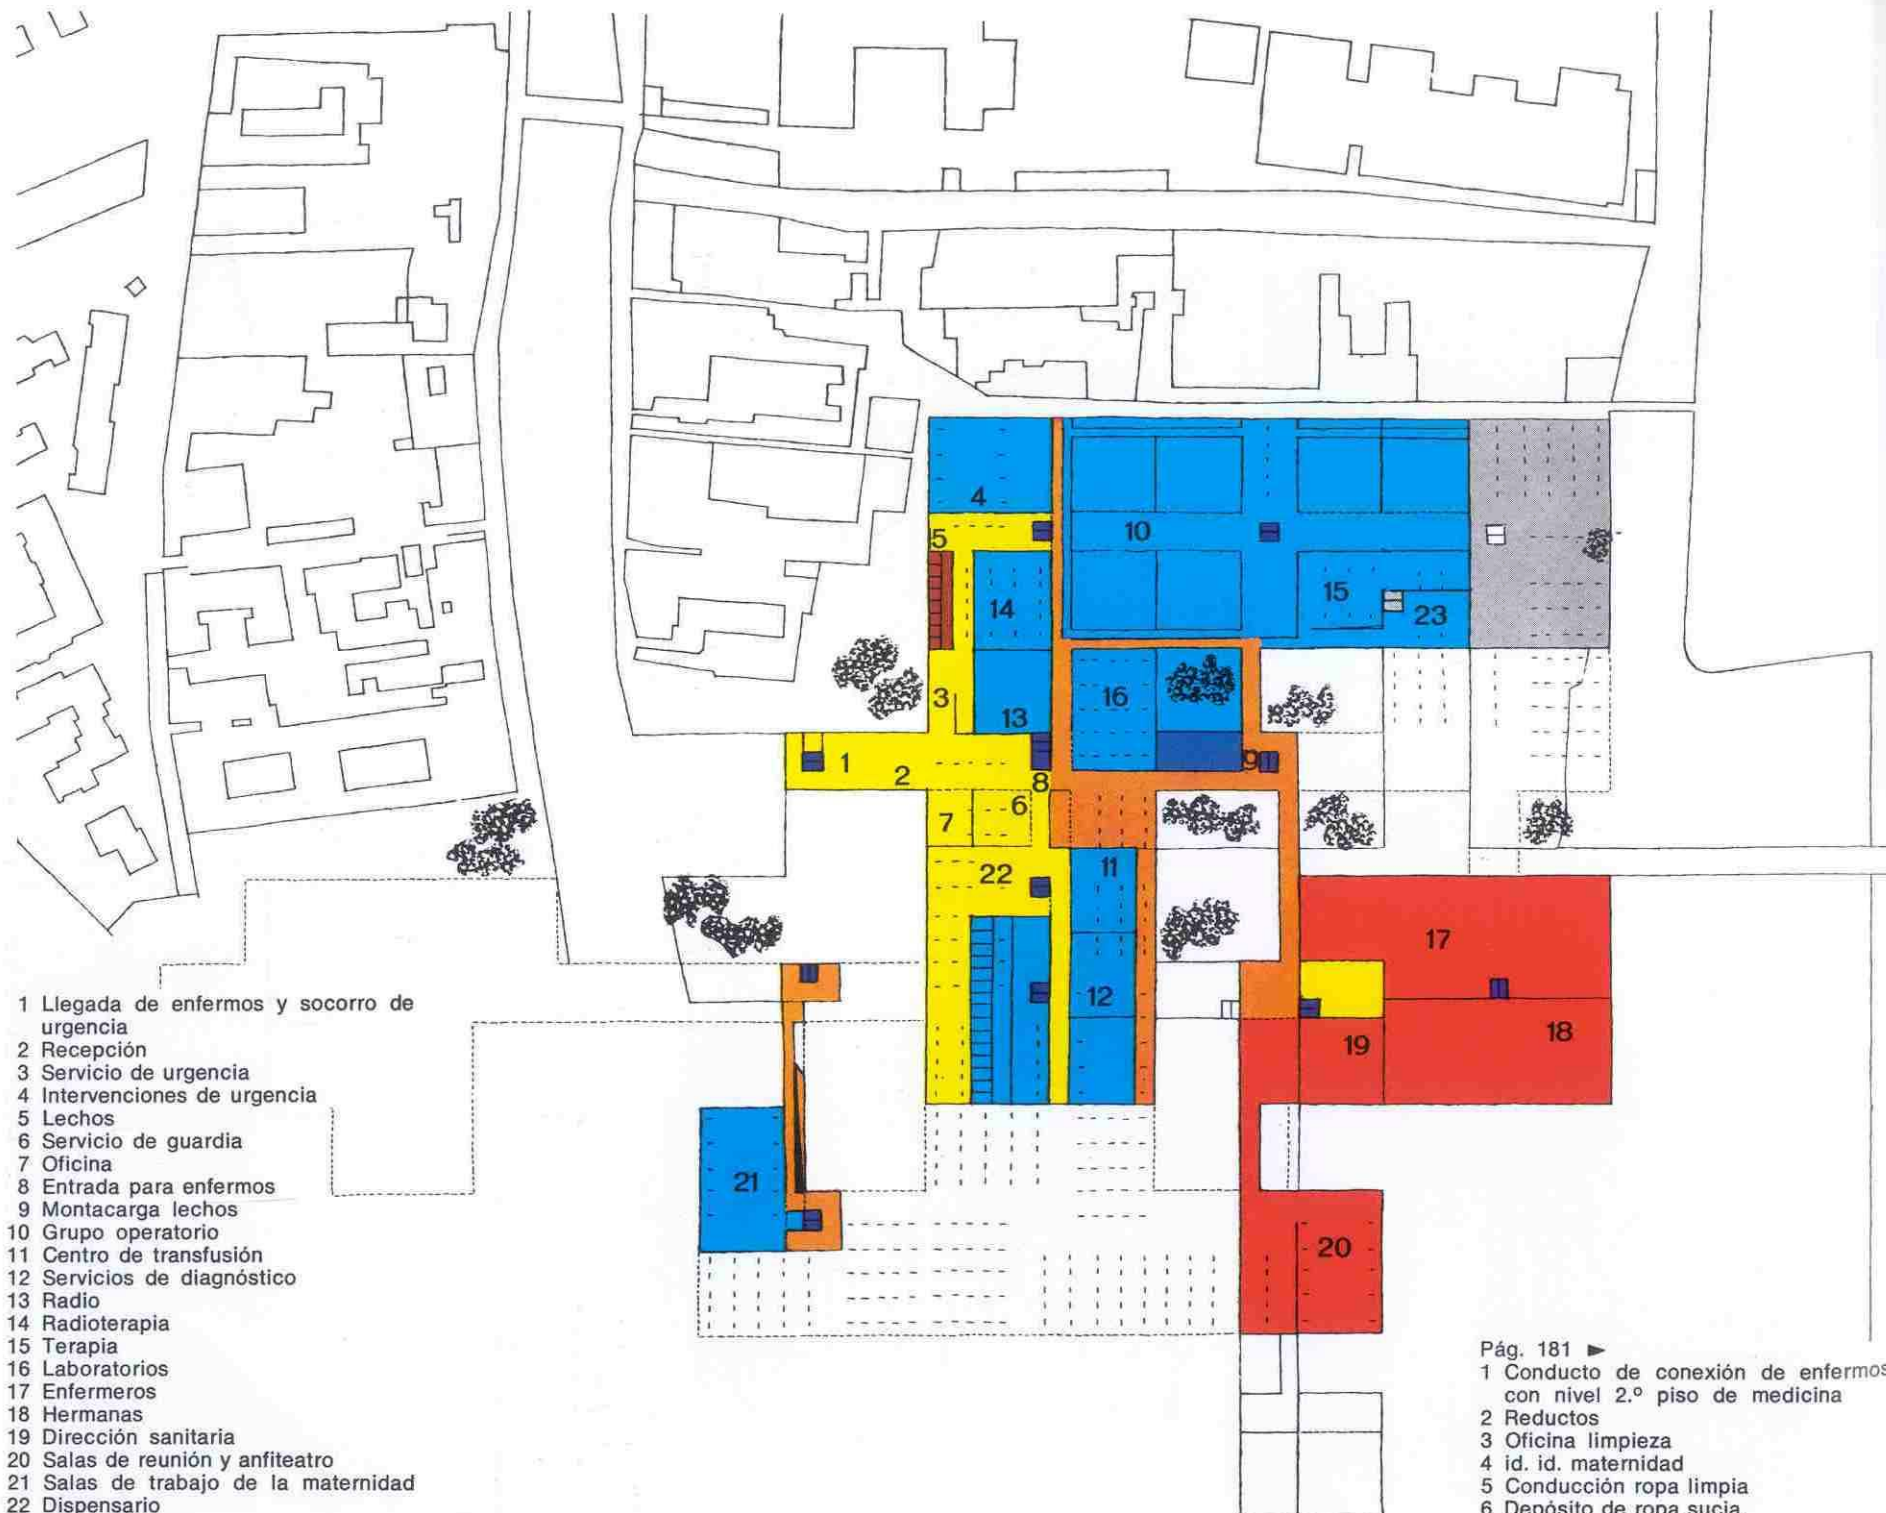 4
5
10
14
15
23
3
13
16
1
2
8
9
7
6
22
11
12
17
18
19
21
20
1 Llegada de enfermos y socorro de
urgencia
2 Recepción
3 Servicio de urgencia
4 Intervenciones de urgencia
5 Lechos
6 Servicio de guardia
7 Oficina
8 Entrada para enfermos
9 Montacarga lechos
10 Grupo operatorio
11 Centro de transfusión
12 Servicios de diagnóstico
13 Radio
14 Radioterapia
15 Terapia
16 Laboratorios
17 Enfermeros
18 Hermanas
19 Dirección sanitaria
20 Salas de reunión y anfiteatro
21 Salas de trabajo de la maternidad
22 Dispensario
Pág. 181 ►
1 Conducto de conexión de enfermos
con nivel 2.º piso de medicina
2 Reductos
3 Oficina limpieza
4 id. id. maternidad
5 Conducción ropa limpia
6 Depósito de ropa sucia.